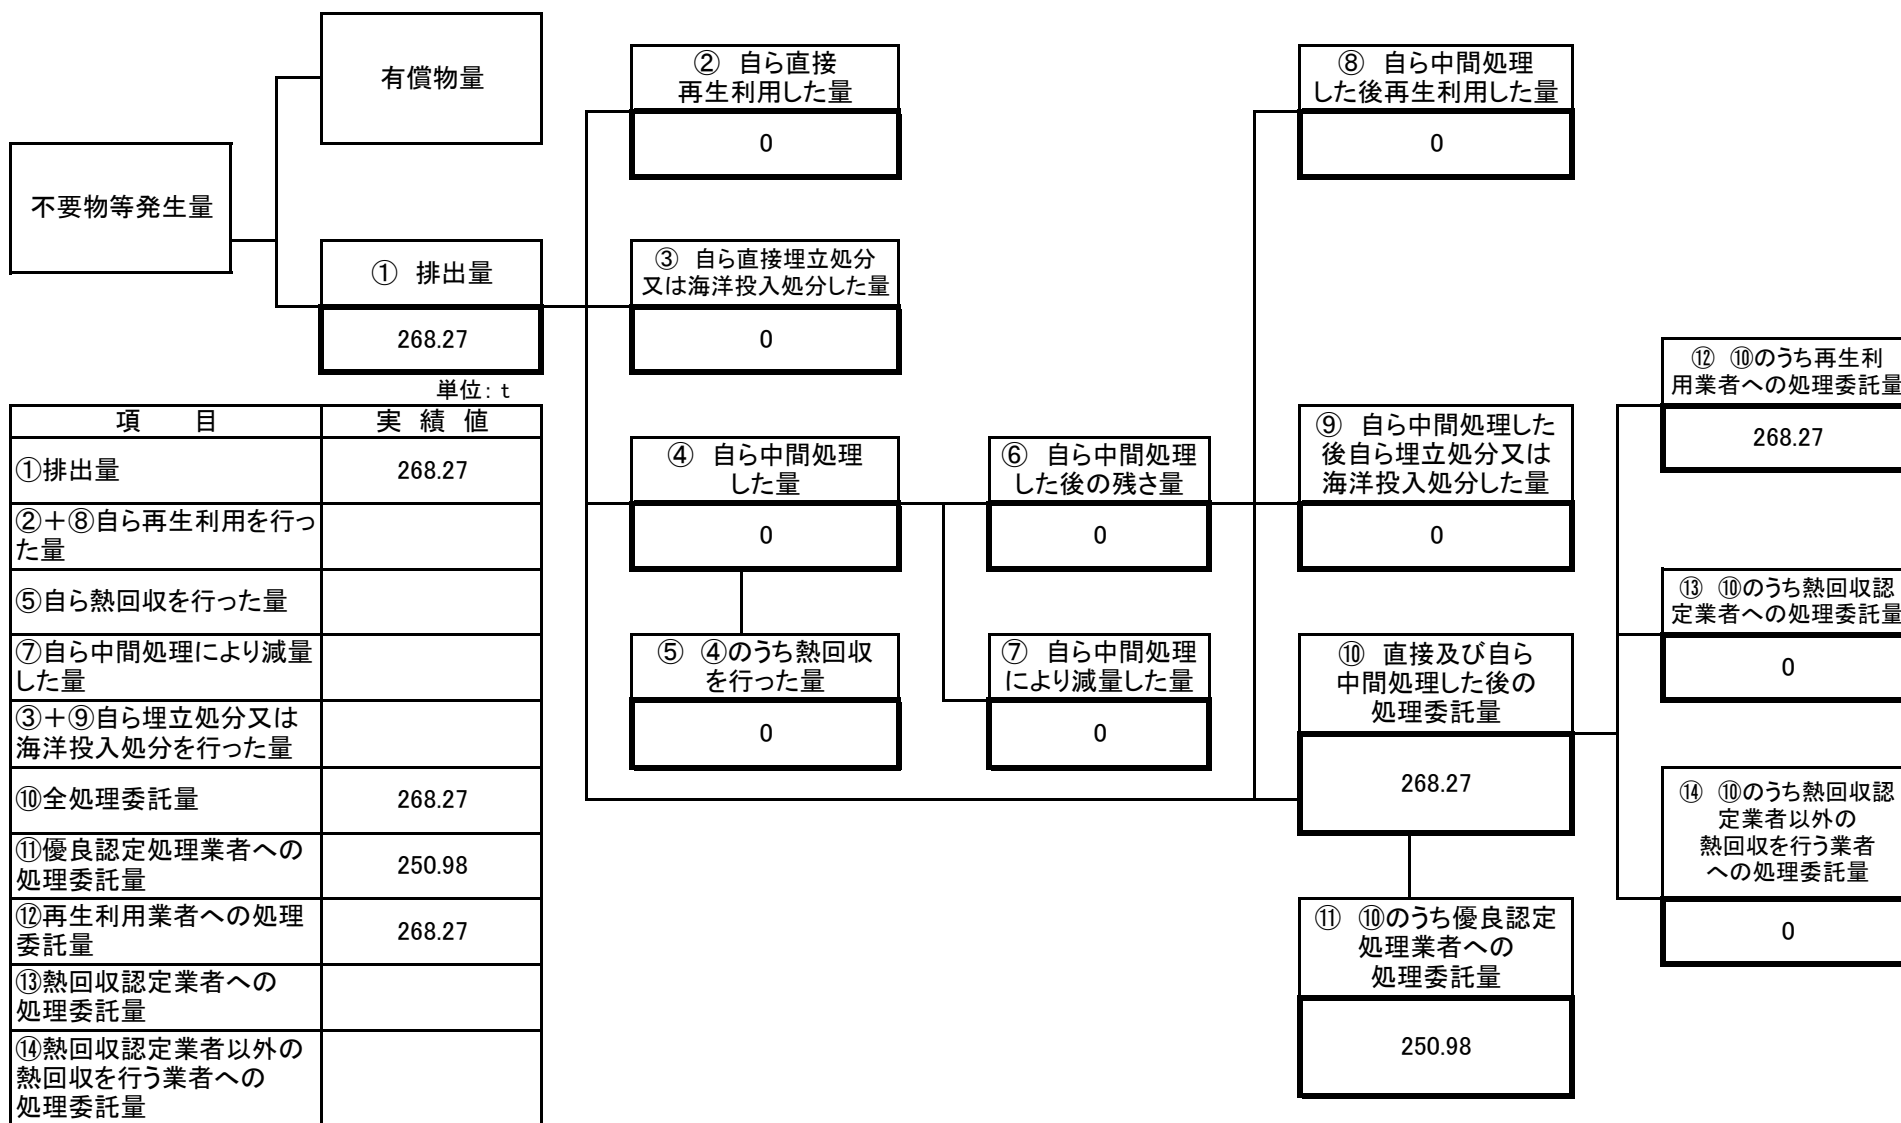 有償物量
不要物等発生量
① 排出量
268.27
② 自ら直接
再生利用した量
0
③ 自ら直接埋立処分
又は海洋投入処分した量
0
④ 自ら中間処理
した量
0
⑤ ④のうち熱回収
を行った量
0
⑥ 自ら中間処理
した後の残さ量
0
⑦ 自ら中間処理
により減量した量
0
⑧ 自ら中間処理
した後再生利用した量
0
⑨ 自ら中間処理した
後自ら埋立処分又は
海洋投入処分した量
0
⑩ 直接及び自ら
中間処理した後の
処理委託量
268.27
⑪ ⑩のうち優良認定
処理業者への
処理委託量
250.98
⑫ ⑩のうち再生利
用業者への処理委託量
268.27
⑬ ⑩のうち熱回収認
定業者への処理委託量
0
⑭ ⑩のうち熱回収認
定業者以外の
熱回収を行う業者
への処理委託量
0
単位：ｔ
項 目 実 績 値
①排出量 268.27
②＋⑧自ら再生利用を行っ
た量
⑤自ら熱回収を行った量
⑦自ら中間処理により減量
した量
③＋⑨自ら埋立処分又は
海洋投入処分を行った量
⑩全処理委託量 268.27
⑪優良認定処理業者への
処理委託量 250.98
⑫再生利用業者への処理
委託量 268.27
⑬熱回収認定業者への
処理委託量
⑭熱回収認定業者以外の
熱回収を行う業者への
処理委託量